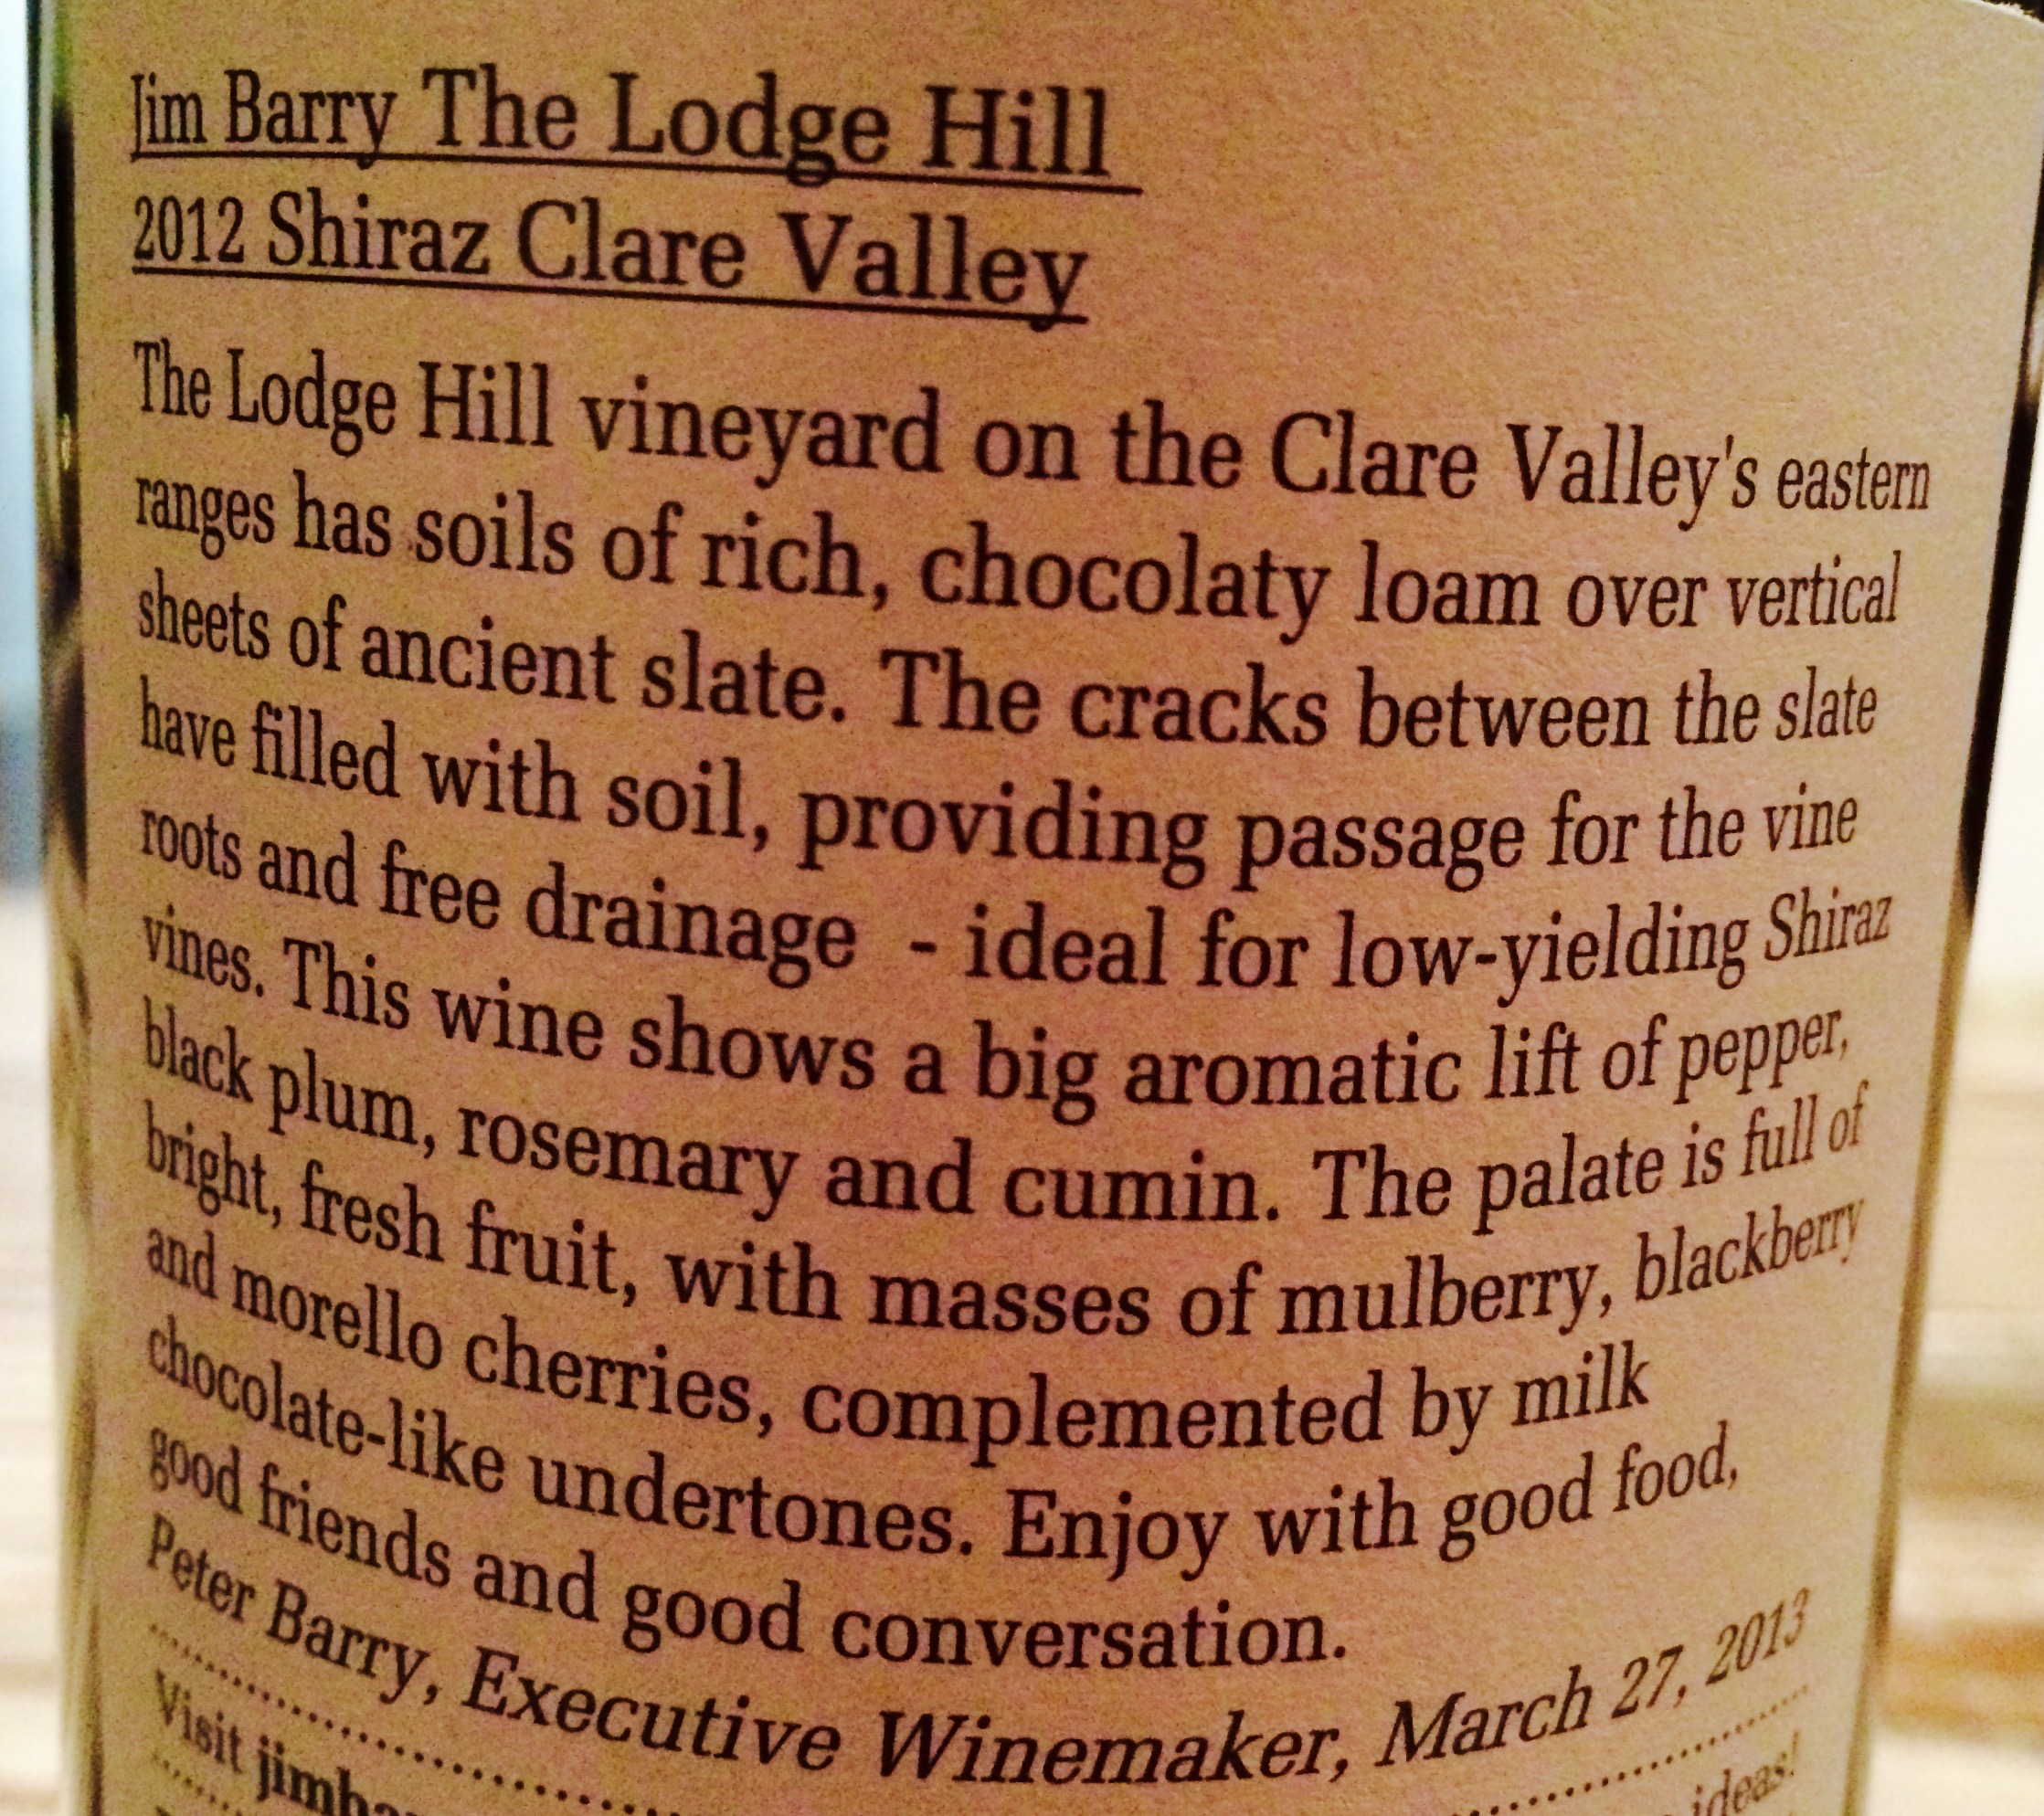 Jim Barry The Lodge Hill
2012 Shiraz Clare Valley
The Lodge Hill vineyard on the Clare Valley's eastern
ranges has soils of rich, chocolaty loam over vertical
sheets of ancient slate. The cracks between the slate
have filled with soil, providing passage for the vine
roots and free drainage - ideal for low-yielding Shiraz
vines. This wine shows a big aromatic lift of pepper,
black plum, rosemary and cumin. The palate is full of
bright, fresh fruit, with masses of mulberry, blackberry
and morello cherries, complemented by milk
chocolate-like undertones. Enjoy with good food,
good friends and good conversation.
Peter Barry, Executive Winemaker, March 27, 2013
Visit ideas!